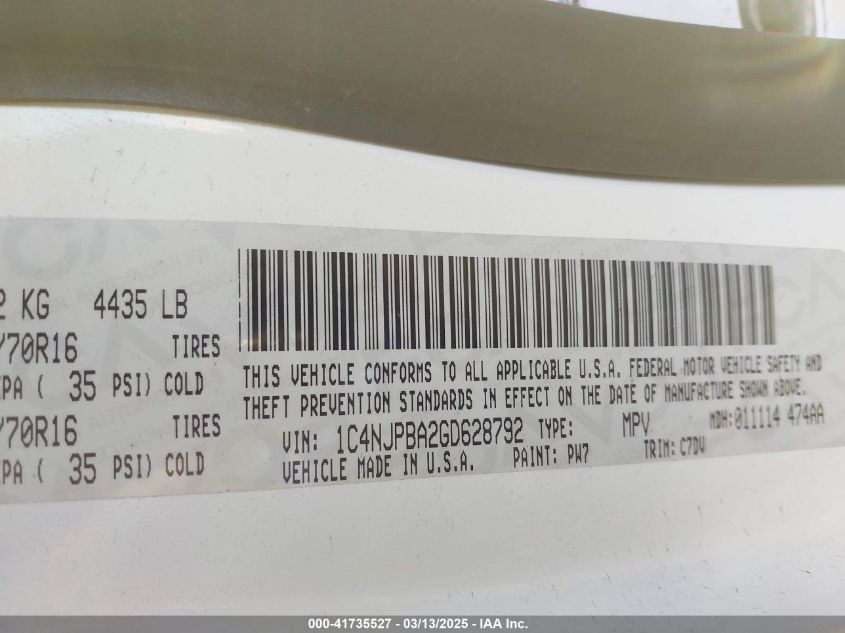 2 KG 4435 LB
/70R16 TIRES
PA ( 35 PSI) COLD
/70R16
PA ( 35 PSI) COLD
THIS VEHICLE CONFORMS TO ALL APPLICABLE U.S.A. FEDERAL MOTOR VEHICLE SAFETY AND
THEFT PREVENTION STANDARDS IN EFFECT ON THE DATE OF MANUFACTURE SHOWN ABOVE.
VIN: 1C4NJPBA2GD628792 TYPE: MPV MDH: 011114 474AA
VEHICLE MADE IN U.S.A. PAINT: PW7 TRIM: C7DV
000-41735527 - 03/13/2025 - IAA Inc.